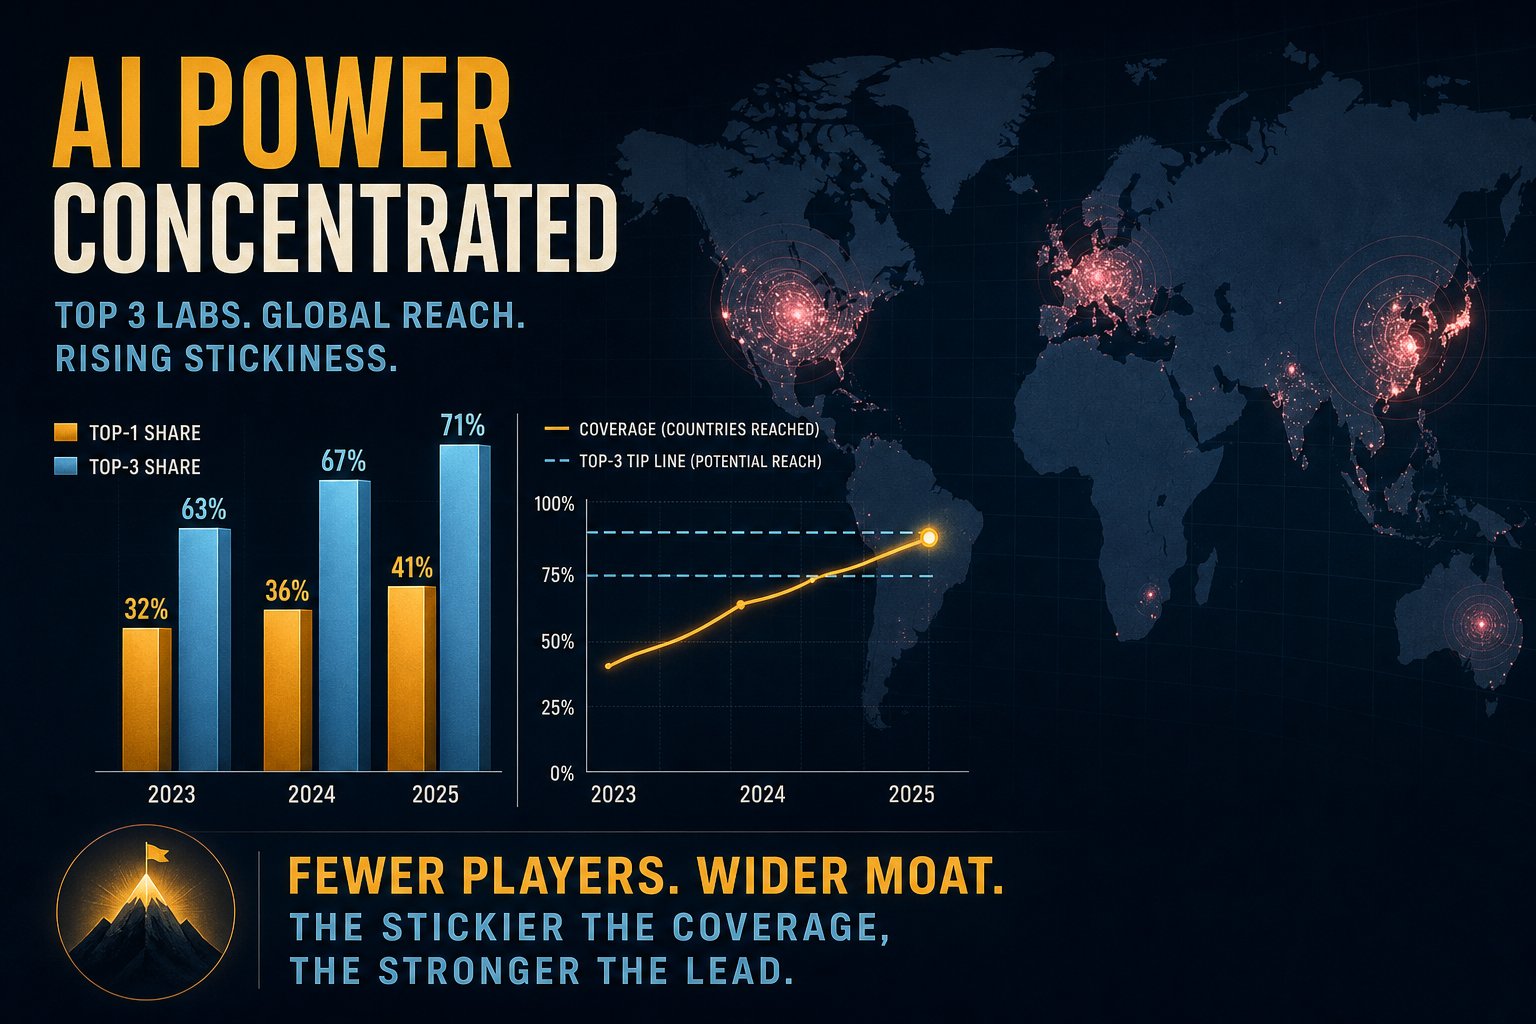 AI POWER
CONCENTRATED
TOP 3 LABS. GLOBAL REACH.
RISING STICKINESS.
TOP-1 SHARE
TOP-3 SHARE
32%
63%
36%
67%
41%
71%
2023
2024
2025
COVERAGE (COUNTRIES REACHED)
TOP-3 TIP LINE (POTENTIAL REACH)
100%
75%
50%
25%
0%
2023
2024
2025
FEWER PLAYERS. WIDER MOAT.
THE STICKIER THE COVERAGE,
THE STRONGER THE LEAD.